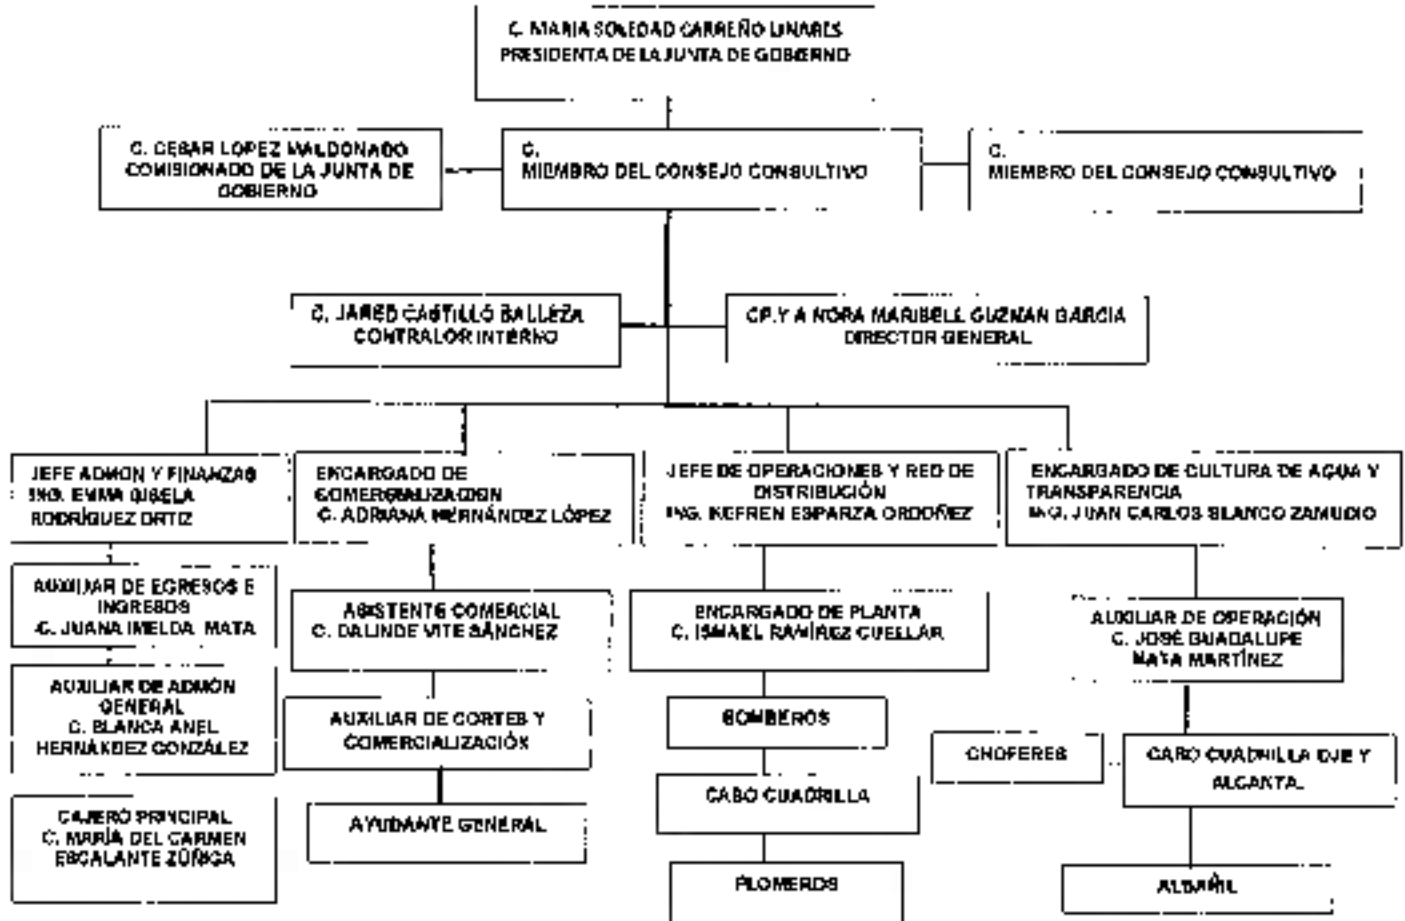 C. MARIA SOLEDAD CARREÑO LINARES
PRESIDENTA DE LA JUNTA DE GOBIERNO
C. CESAR LOPEZ MALDONADO
COMISIONADO DE LA JUNTA DE
GOBIERNO
C.
MIEMBRO DEL CONSEJO CONSULTIVO
C.
MIEMBRO DEL CONSEJO CONSULTIVO
C. JARED CASTILLO BALLEZA
CONTRALOR INTERNO
CP.Y A NORA MARIBELL GUZMAN GARCIA
DIRECTOR GENERAL
JEFE ADMON Y FINANZAS
ING. EMMA GISELA
RODRÍGUEZ ORTIZ
ENCARGADO DE
COMERCIALIZACION
C. ADRIANA HERNÁNDEZ LÓPEZ
JEFE DE OPERACIONES Y RED DE
DISTRIBUCIÓN
ING. KEFREN ESPARZA ORDOÑEZ
ENCARGADO DE CULTURA DE AGUA Y
TRANSPARENCIA
ING. JUAN CARLOS BLANCO ZAMUDIO
AUXILIAR DE EGRESOS E
INGRESOS
C. JUANA IMELDA MATA
ASISTENTE COMERCIAL
C. DALINDE VITE SÁNCHEZ
ENCARGADO DE PLANTA
C. ISMAEL RAMÍREZ CUELLAR
AUXILIAR DE OPERACIÓN
C. JOSÉ GUADALUPE
MATA MARTÍNEZ
AUXILIAR DE ADMÓN
GENERAL
C. BLANCA ANEL
HERNÁNDEZ GONZÁLEZ
AUXILIAR DE CORTES Y
COMERCIALIZACIÓN
BOMBEROS
CHOFERES
CABO CUADRILLA DJE Y
ALCANTA.
CAJERO PRINCIPAL
C. MARÍA DEL CARMEN
ESCALANTE ZÚÑIGA
AYUDANTE GENERAL
CABO CUADRILLA
PLOMEROS
ALBAÑIL